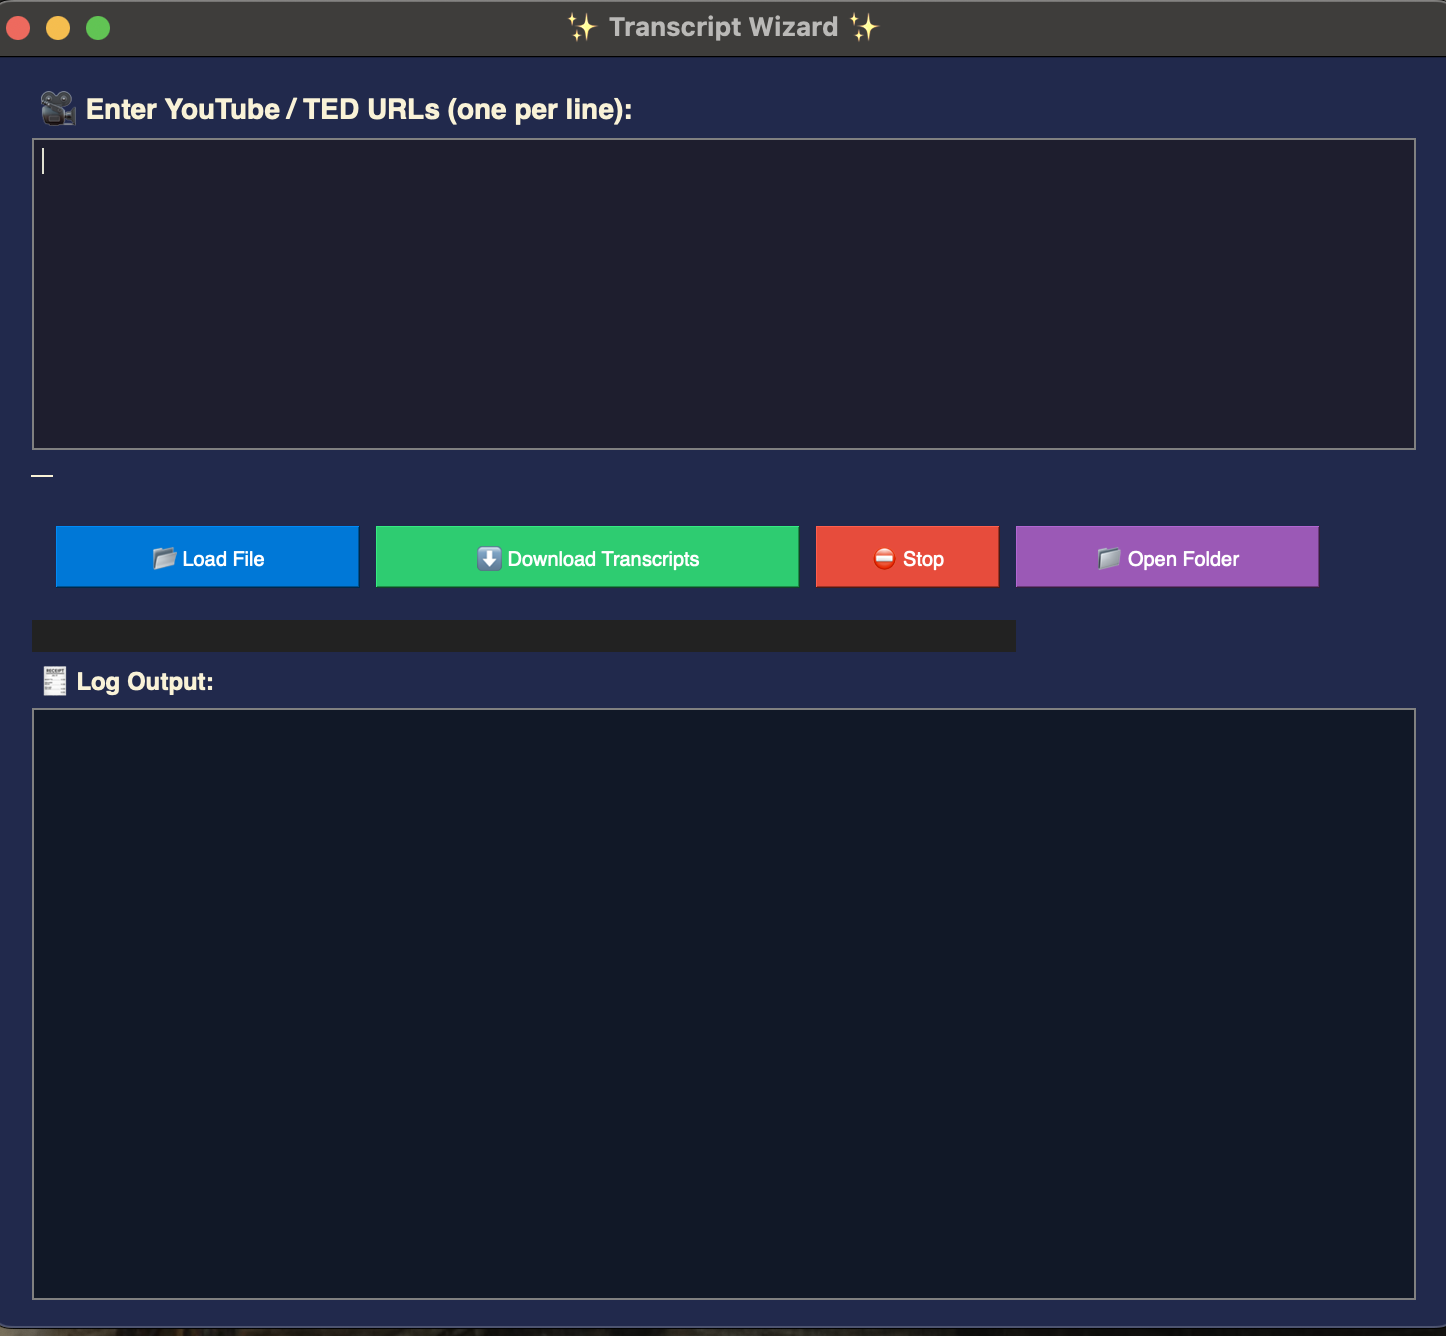 ✨ Transcript Wizard ✨
🎥 Enter YouTube / TED URLs (one per line):
—
📂 Load File
⬇️ Download Transcripts
⛔ Stop
📁 Open Folder
🧾 Log Output: